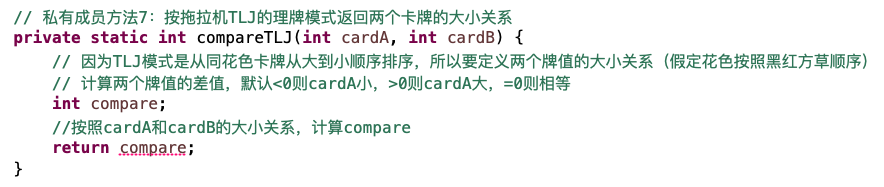 // 私有成员方法7：按拖拉机TLJ的理牌模式返回两个卡牌的大小关系
private static int compareTLJ(int cardA, int cardB) {
    // 因为TLJ模式是从同花色卡牌从大到小顺序排序，所以要定义两个牌值的大小关系（假定花色按照黑红方草顺序）
    // 计算两个牌值的差值，默认<0则cardA小，>0则cardA大，=0则相等
    int compare;
    //按照cardA和cardB的大小关系，计算compare
    return compare;
}